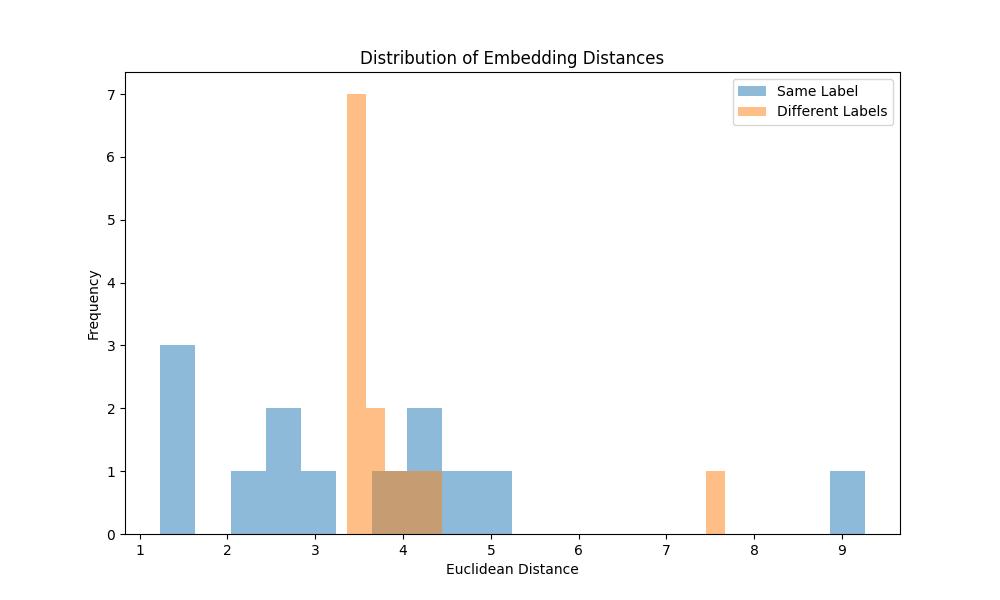 Distribution of Embedding Distances
Same Label
Different Labels
Frequency
7
6
5
4
3
2
1
0
1 2 3 4 5 6 7 8 9
Euclidean Distance